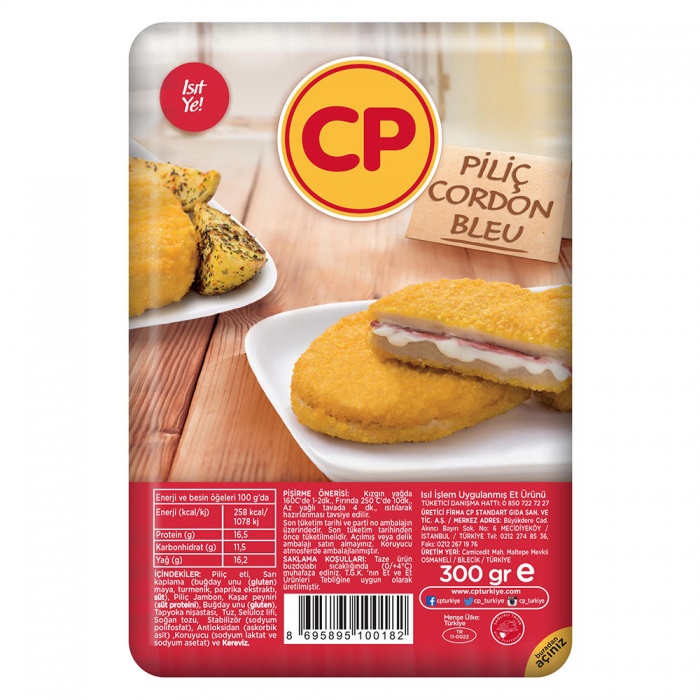 Isıt
Ye!
CP
PİLİÇ
CORDON
BLEU
Enerji ve besin öğeleri 100 g'da
Enerji (kcal/kj) 258 kcal/
1078 kj
Protein (g) 16,5
Karbonhidrat (g) 11,5
Yağ (g) 16,2
İÇİNDEKİLER: Piliç eti, Sarı
kaplama (buğday unu (gluten)
maya, turmenik, paprika ekstraktı,
süt), Piliç Jambon, Kaşar peyniri
(süt proteini), Buğday unu (gluten),
Tapyoka nişastası, Tuz, Selüloz lifi,
Soğan tozu, Stabilizör (sodyum
polifosfat), Antioksidan (askorbik
asit) ,Koruyucu (sodyum laktat ve
sodyum asetat) ve Kereviz.
PİŞİRME ÖNERİSİ: Kızgın yağda
160C'de 1-2dk., Fırında 250 C'de 10dk.,
Az yağlı tavada 4 dk., ısıtılarak
hazırlanması tavsiye edilir.
Son tüketim tarihi ve parti no ambalajın
üzerindedir. Son tüketim tarihinden
önce tüketilmelidir. Açılmış veya delik
ambalajı satın almayınız. Koruyucu
atmosferde ambalajlanmıştır.
SAKLAMA KOŞULLARI: Taze ürün
buzdolabı sıcaklığında (0/+4°C)
muhafaza ediniz. T.G.K. 'nın Et ve Et
Ürünleri Tebliğine uygun olarak
üretilmiştir.
8 695895 100182
Isıl İşlem Uygulanmış Et Ürünü
TÜKETİCİ DANIŞMA HATTI: 0 850 722 72 27
ÜRETİCİ FİRMA CP STANDART GIDA SAN. VE
TİC. A.Ş. / MERKEZ ADRES: Büyükdere Cad.
Akıncı Bayırı Sok. No: 6 MECİDİYEKÖY /
İSTANBUL / TÜRKİYE Tel: 0212 274 85 36,
Faks: 0212 267 19 76
ÜRETİM YERİ: Camicedit Mah. Maltepe Mevkii
OSMANELİ / BİLECİK / TÜRKİYE
300 gr e
www.cpturkiye.com
cpturkiye cp_turkiye cp_turkiye
Menşe Ülke:
Türkiye
TR
11-0022
buradan
açınız